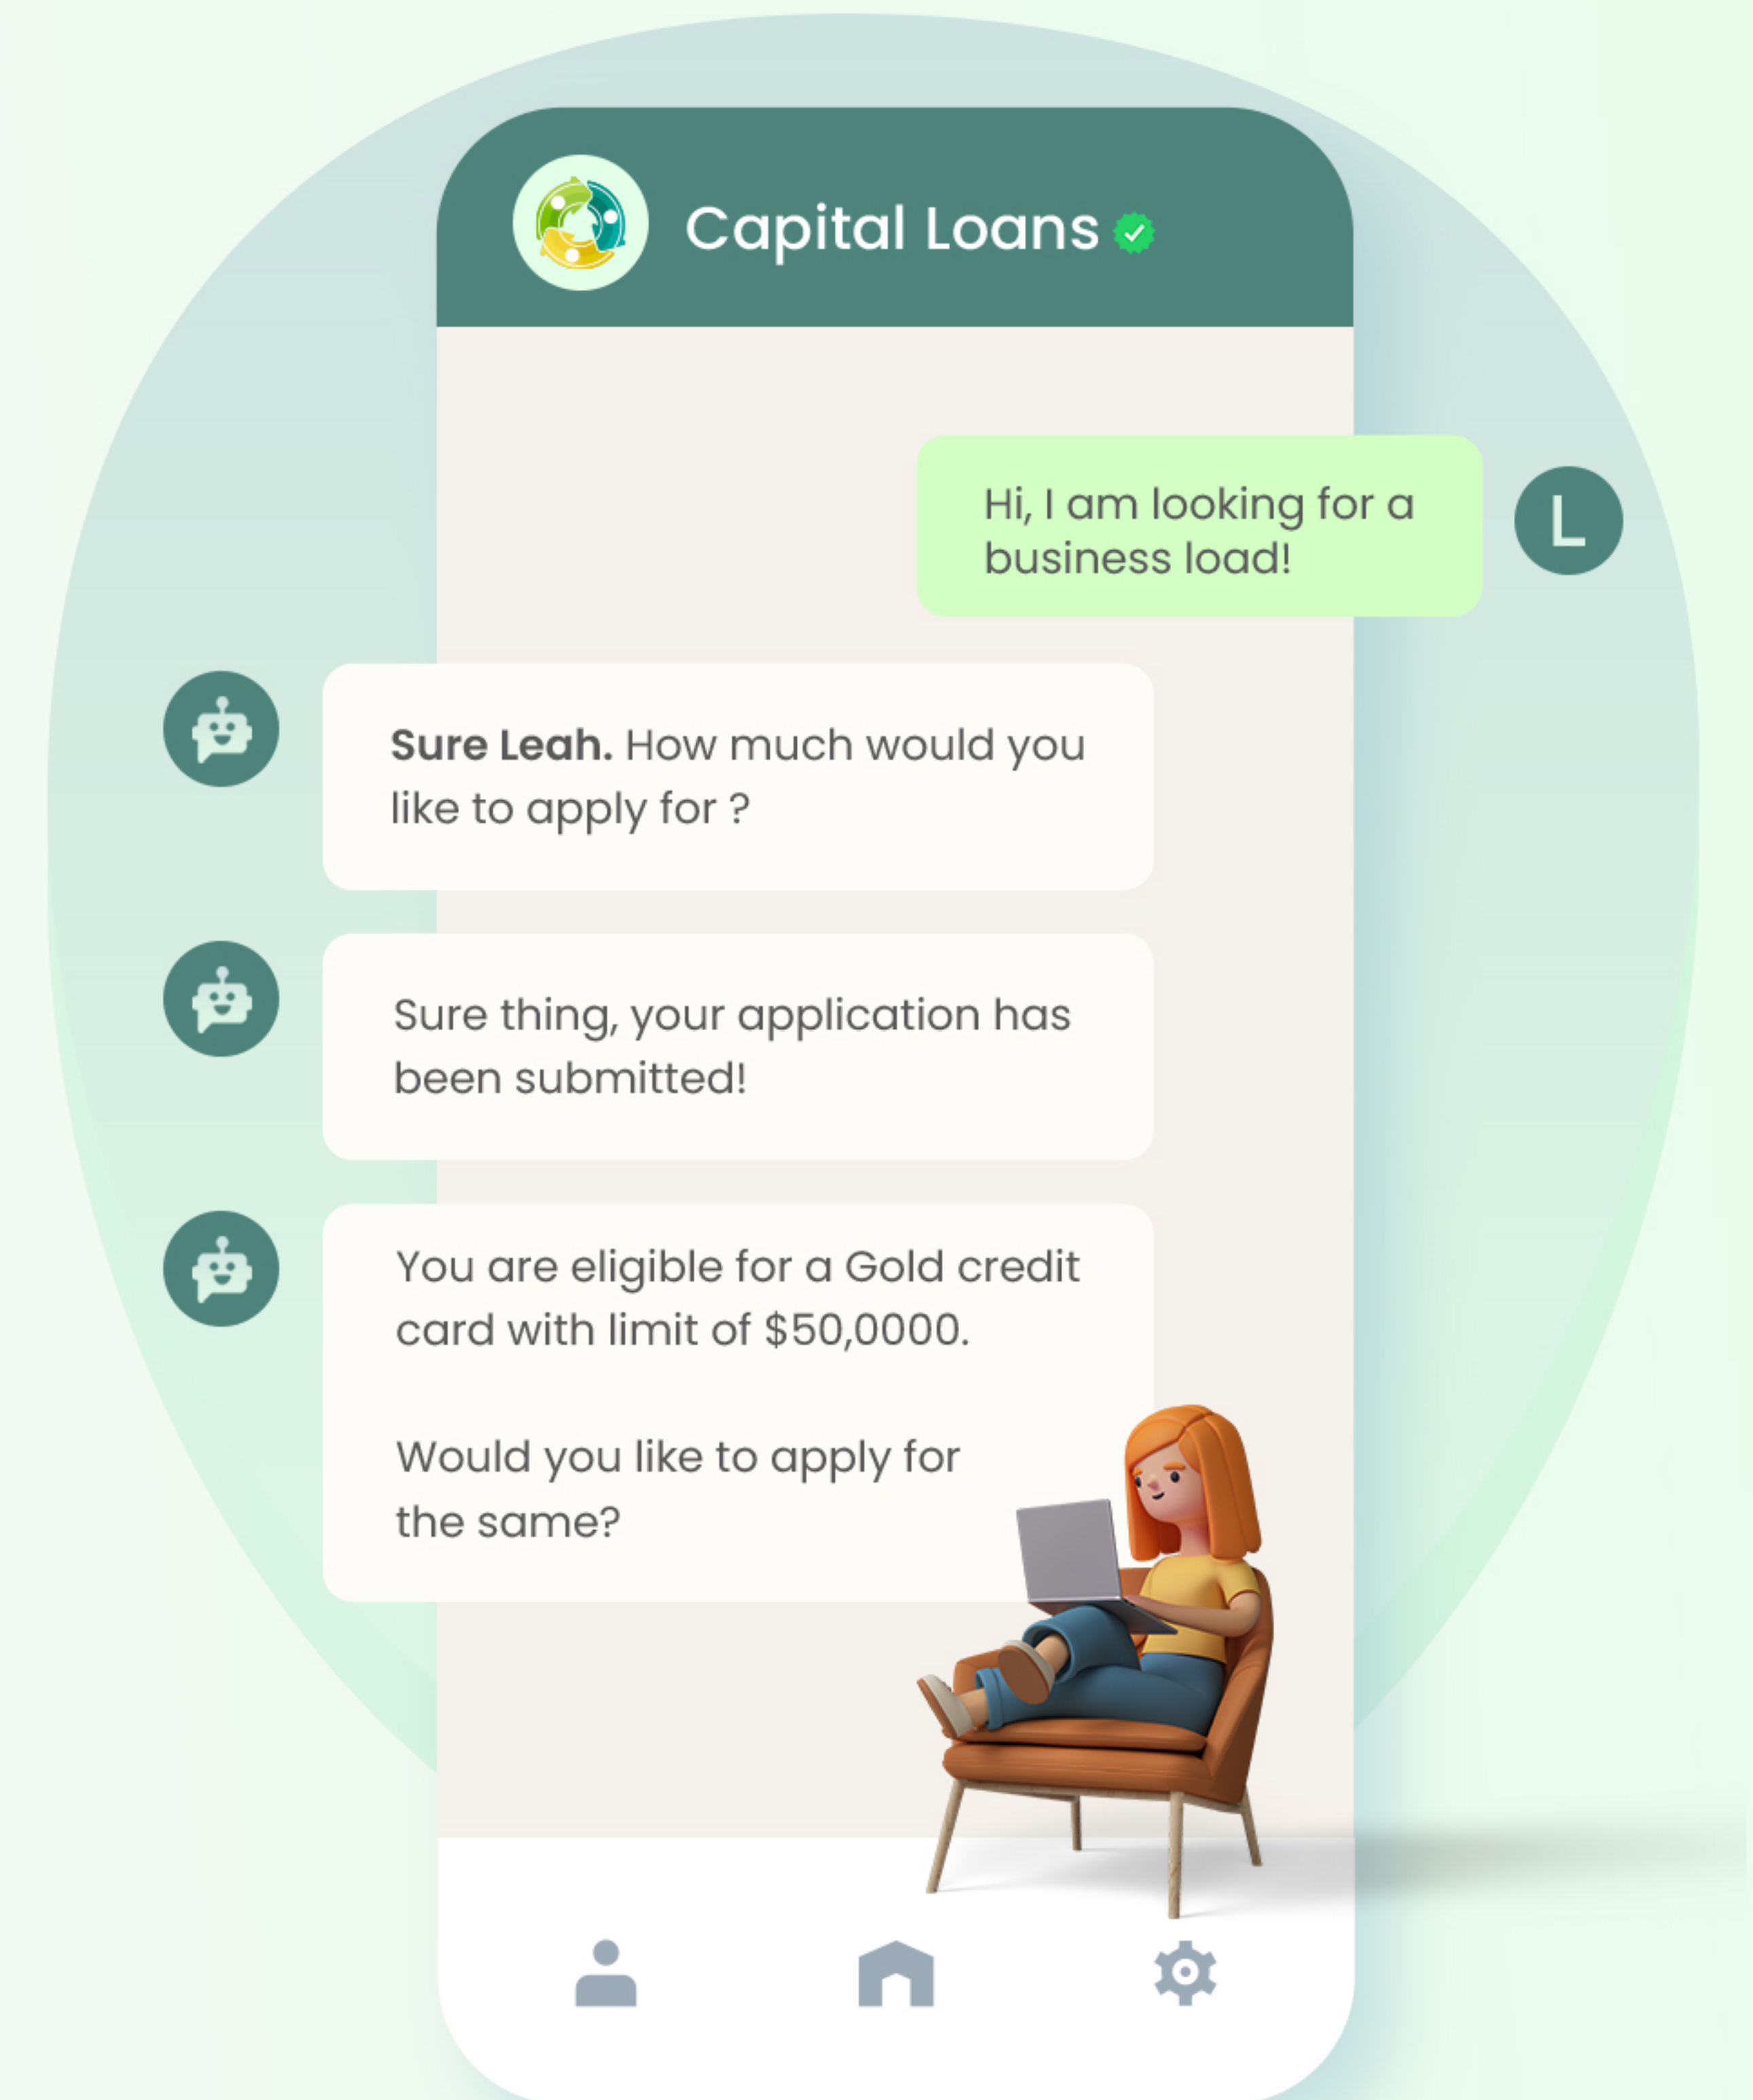 Capital Loans
Hi, I am looking for a
business load!
L
Sure Leah. How much would you
like to apply for ?
Sure thing, your application has
been submitted!
You are eligible for a Gold credit
card with limit of $50,0000.
Would you like to apply for
the same?